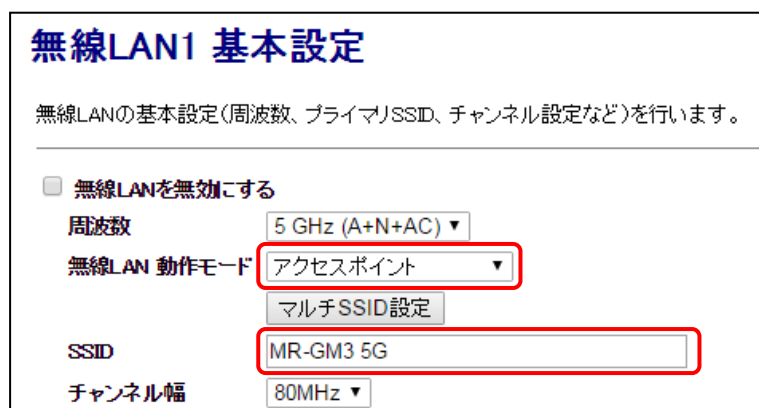 無線LAN1 基本設定
無線LANの基本設定(周波数、プライマリSSID、チャンネル設定など)を行います。
無線LANを無効にする
周波数 5 GHz (A+N+AC)
無線LAN 動作モード アクセスポイント
マルチSSID設定
SSID MR-GM3 5G
チャンネル幅 80MHz